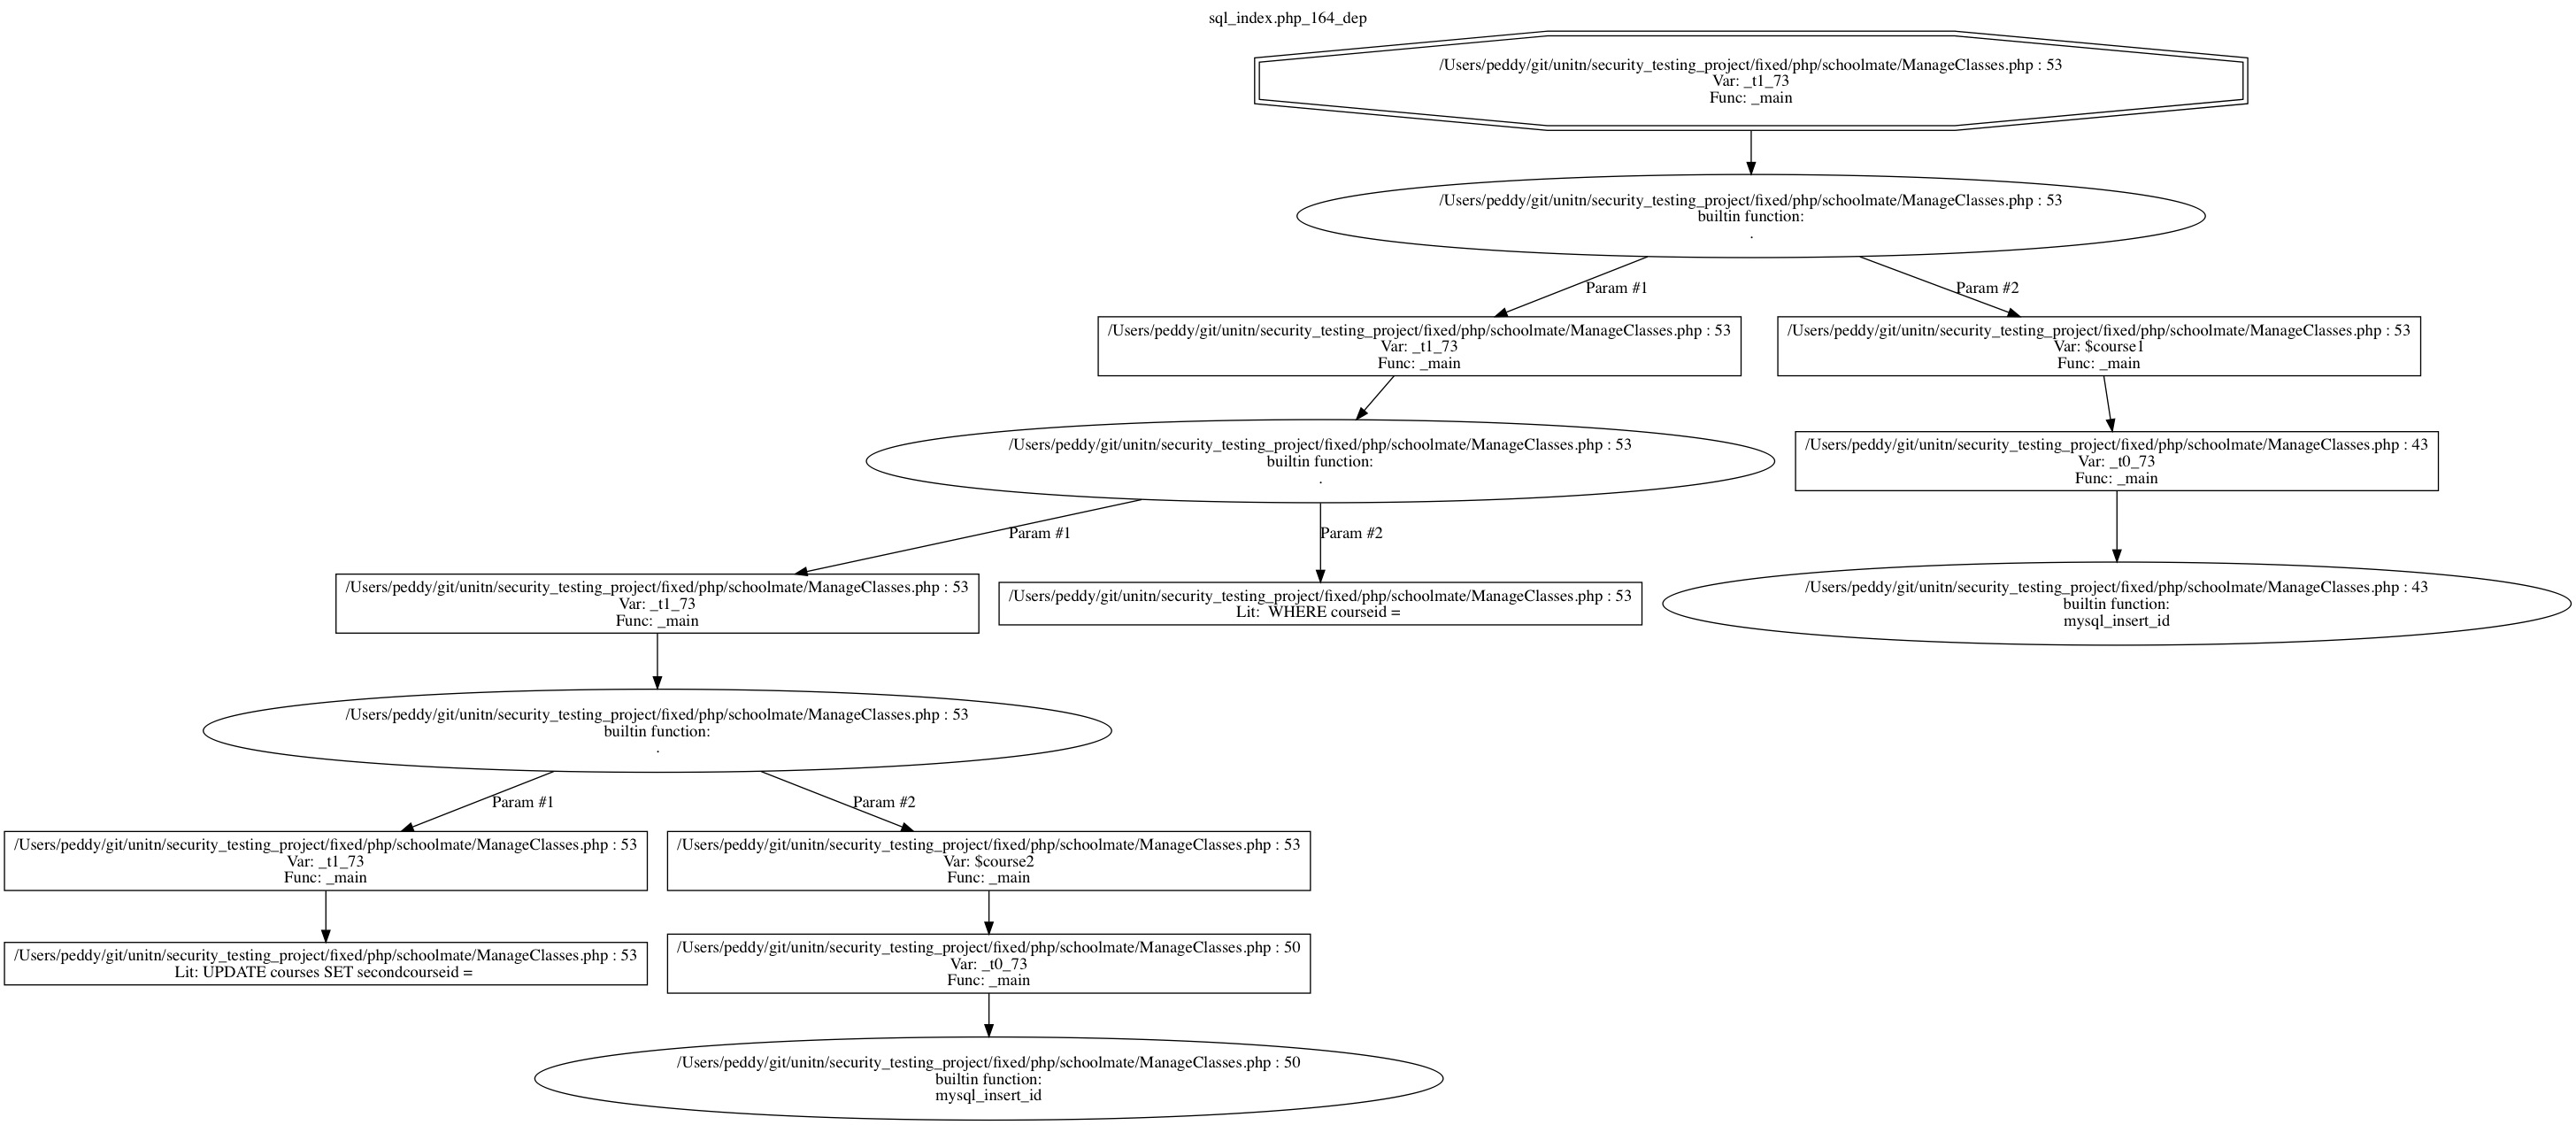 sql_index.php_164_dep
/Users/peddy/git/unitn/security_testing_project/fixed/php/schoolmate/ManageClasses.php : 53
Var: _t1_73
Func: _main
/Users/peddy/git/unitn/security_testing_project/fixed/php/schoolmate/ManageClasses.php : 53
builtin function:
.
Param #1
Param #2
/Users/peddy/git/unitn/security_testing_project/fixed/php/schoolmate/ManageClasses.php : 53
Var: _t1_73
Func: _main
/Users/peddy/git/unitn/security_testing_project/fixed/php/schoolmate/ManageClasses.php : 53
Var: $course1
Func: _main
/Users/peddy/git/unitn/security_testing_project/fixed/php/schoolmate/ManageClasses.php : 53
builtin function:
.
/Users/peddy/git/unitn/security_testing_project/fixed/php/schoolmate/ManageClasses.php : 43
Var: _t0_73
Func: _main
Param #1
Param #2
/Users/peddy/git/unitn/security_testing_project/fixed/php/schoolmate/ManageClasses.php : 53
Var: _t1_73
Func: _main
/Users/peddy/git/unitn/security_testing_project/fixed/php/schoolmate/ManageClasses.php : 53
Lit:  WHERE courseid =
/Users/peddy/git/unitn/security_testing_project/fixed/php/schoolmate/ManageClasses.php : 43
builtin function:
mysql_insert_id
/Users/peddy/git/unitn/security_testing_project/fixed/php/schoolmate/ManageClasses.php : 53
builtin function:
.
Param #1
Param #2
/Users/peddy/git/unitn/security_testing_project/fixed/php/schoolmate/ManageClasses.php : 53
Var: _t1_73
Func: _main
/Users/peddy/git/unitn/security_testing_project/fixed/php/schoolmate/ManageClasses.php : 53
Var: $course2
Func: _main
/Users/peddy/git/unitn/security_testing_project/fixed/php/schoolmate/ManageClasses.php : 53
Lit: UPDATE courses SET secondcourseid =
/Users/peddy/git/unitn/security_testing_project/fixed/php/schoolmate/ManageClasses.php : 50
Var: _t0_73
Func: _main
/Users/peddy/git/unitn/security_testing_project/fixed/php/schoolmate/ManageClasses.php : 50
builtin function:
mysql_insert_id